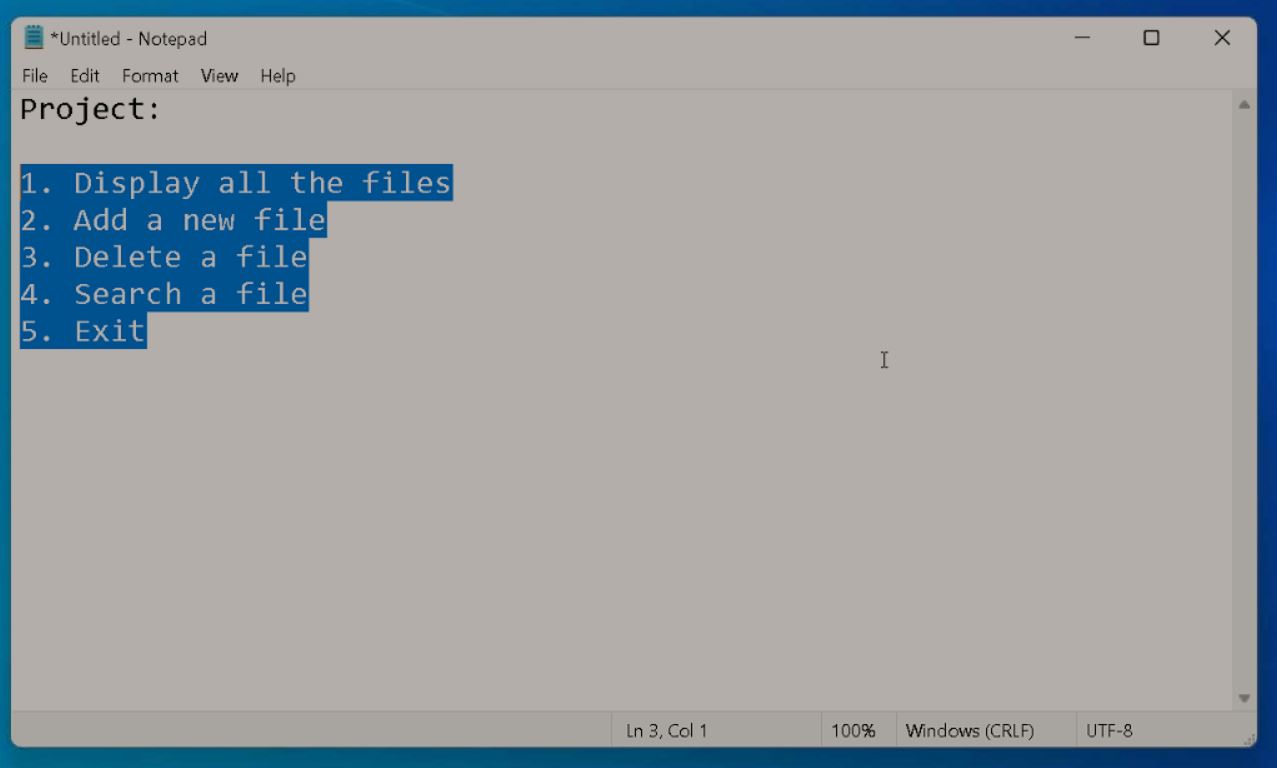 *Untitled - Notepad
File Edit Format View Help
Project:
1. Display all the files
2. Add a new file
3. Delete a file
4. Search a file
5. Exit
Ln 3, Col 1 100% Windows (CRLF) UTF-8